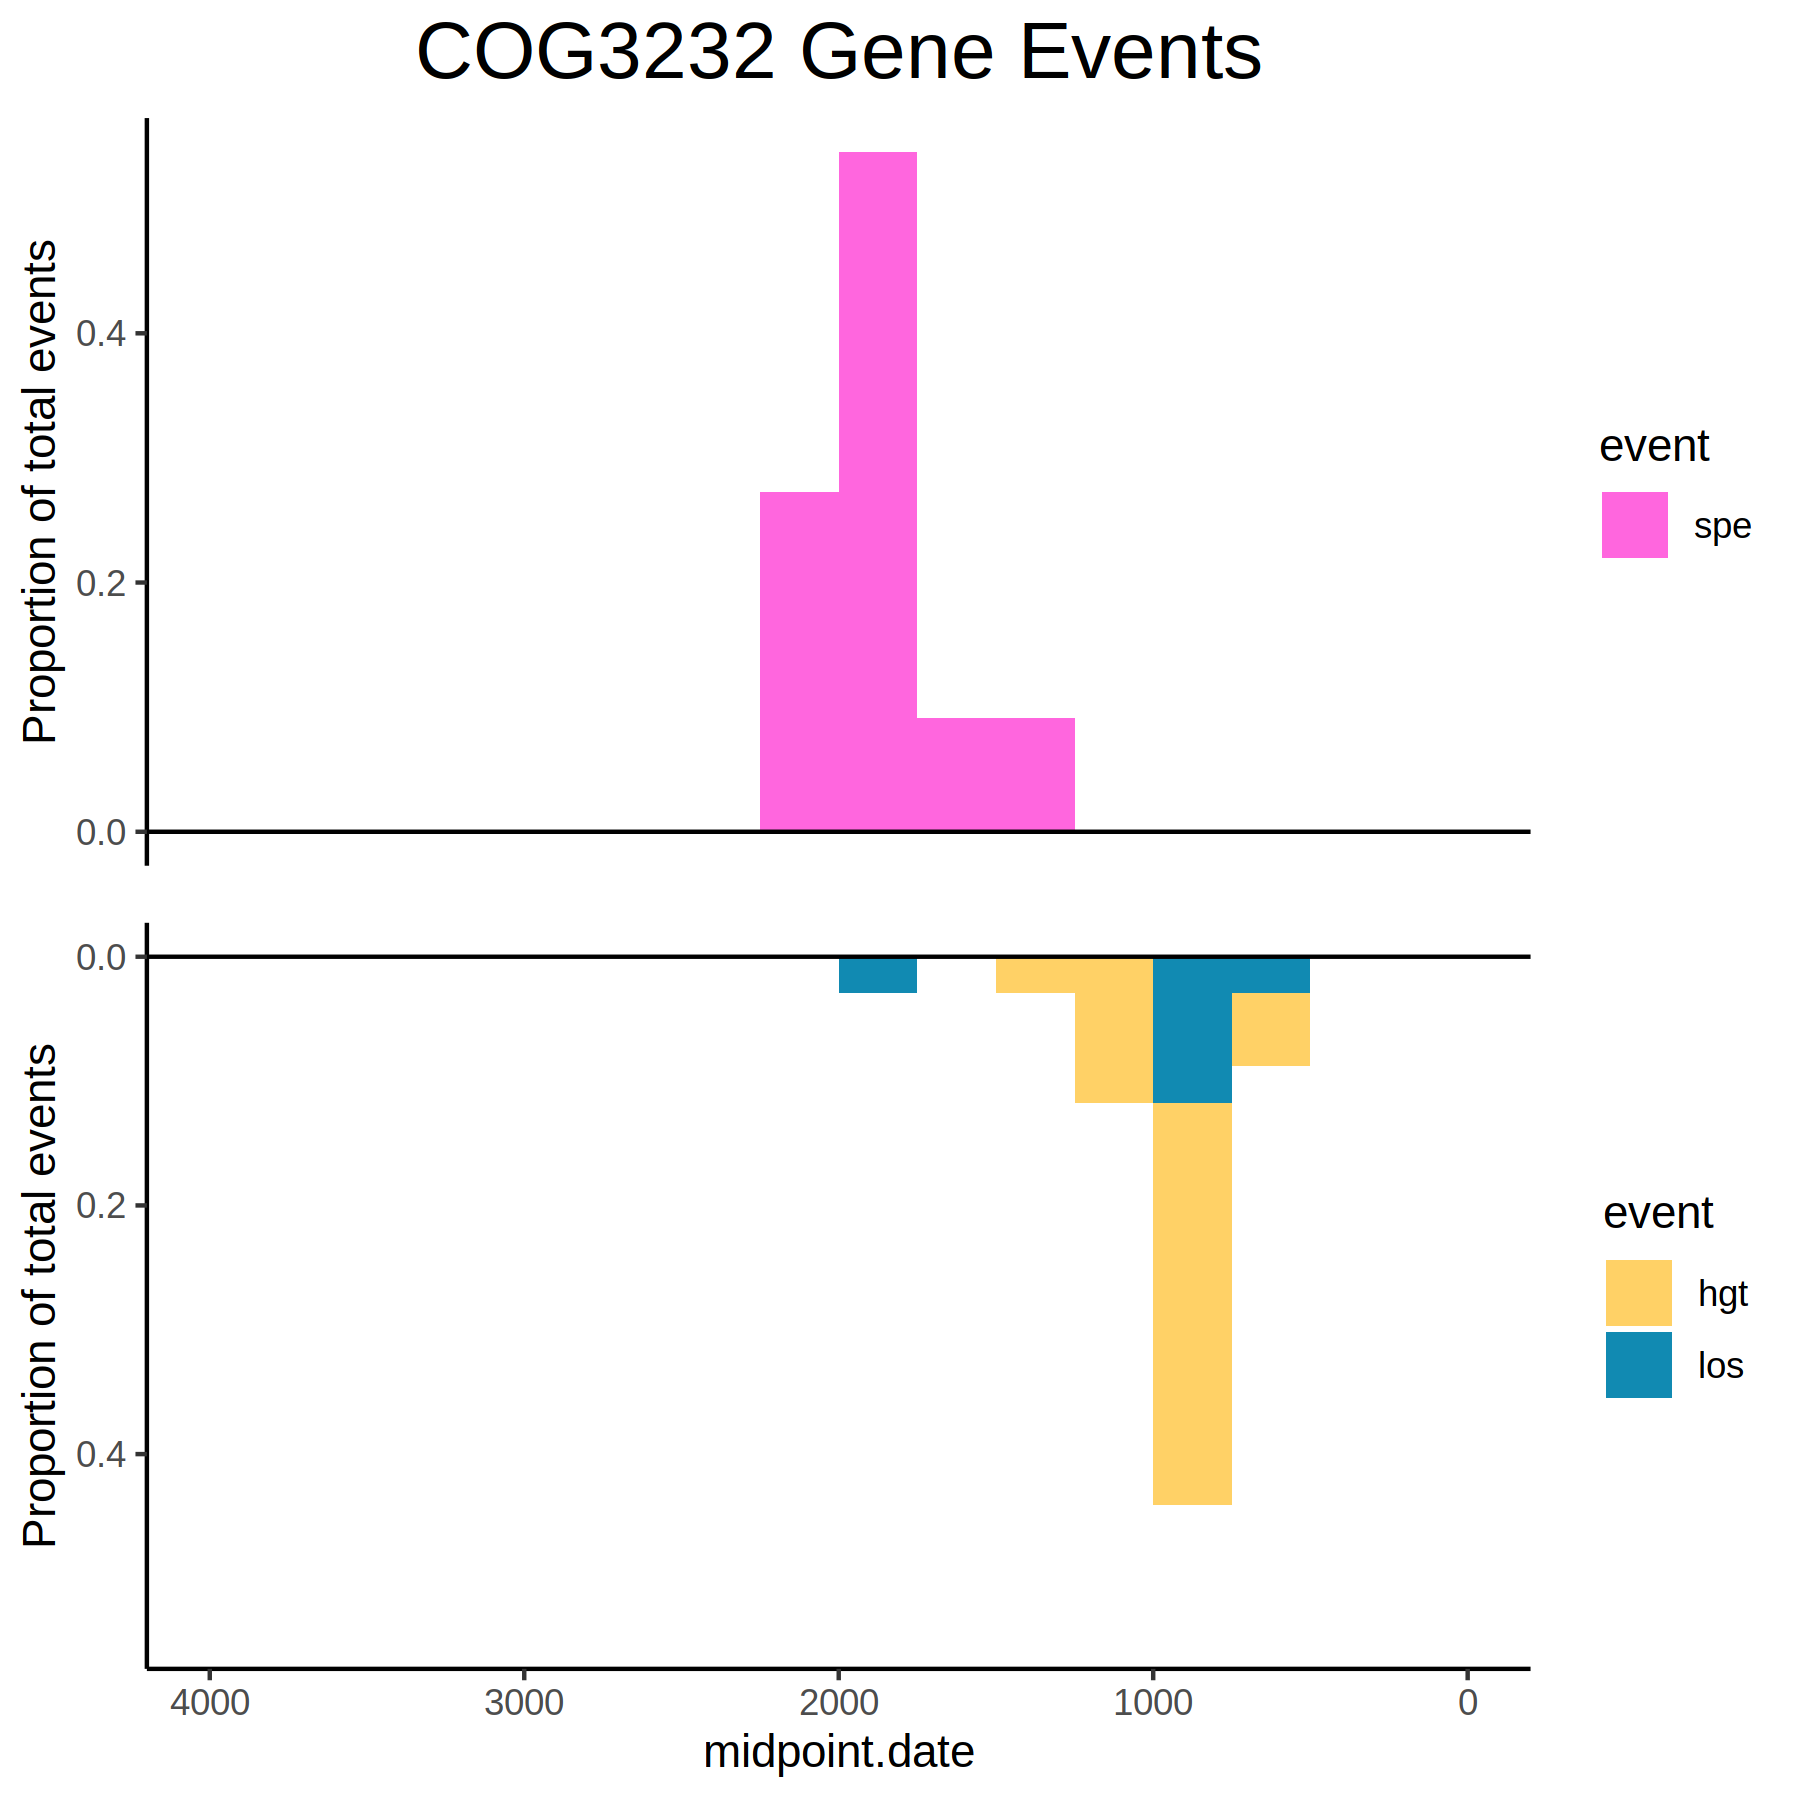 COG3232 Gene Events
Proportion of total events
0.4
0.2
0.0
event
spe
Proportion of total events
0.0
0.2
0.4
event
hgt
los
4000
3000
2000
1000
0
midpoint.date